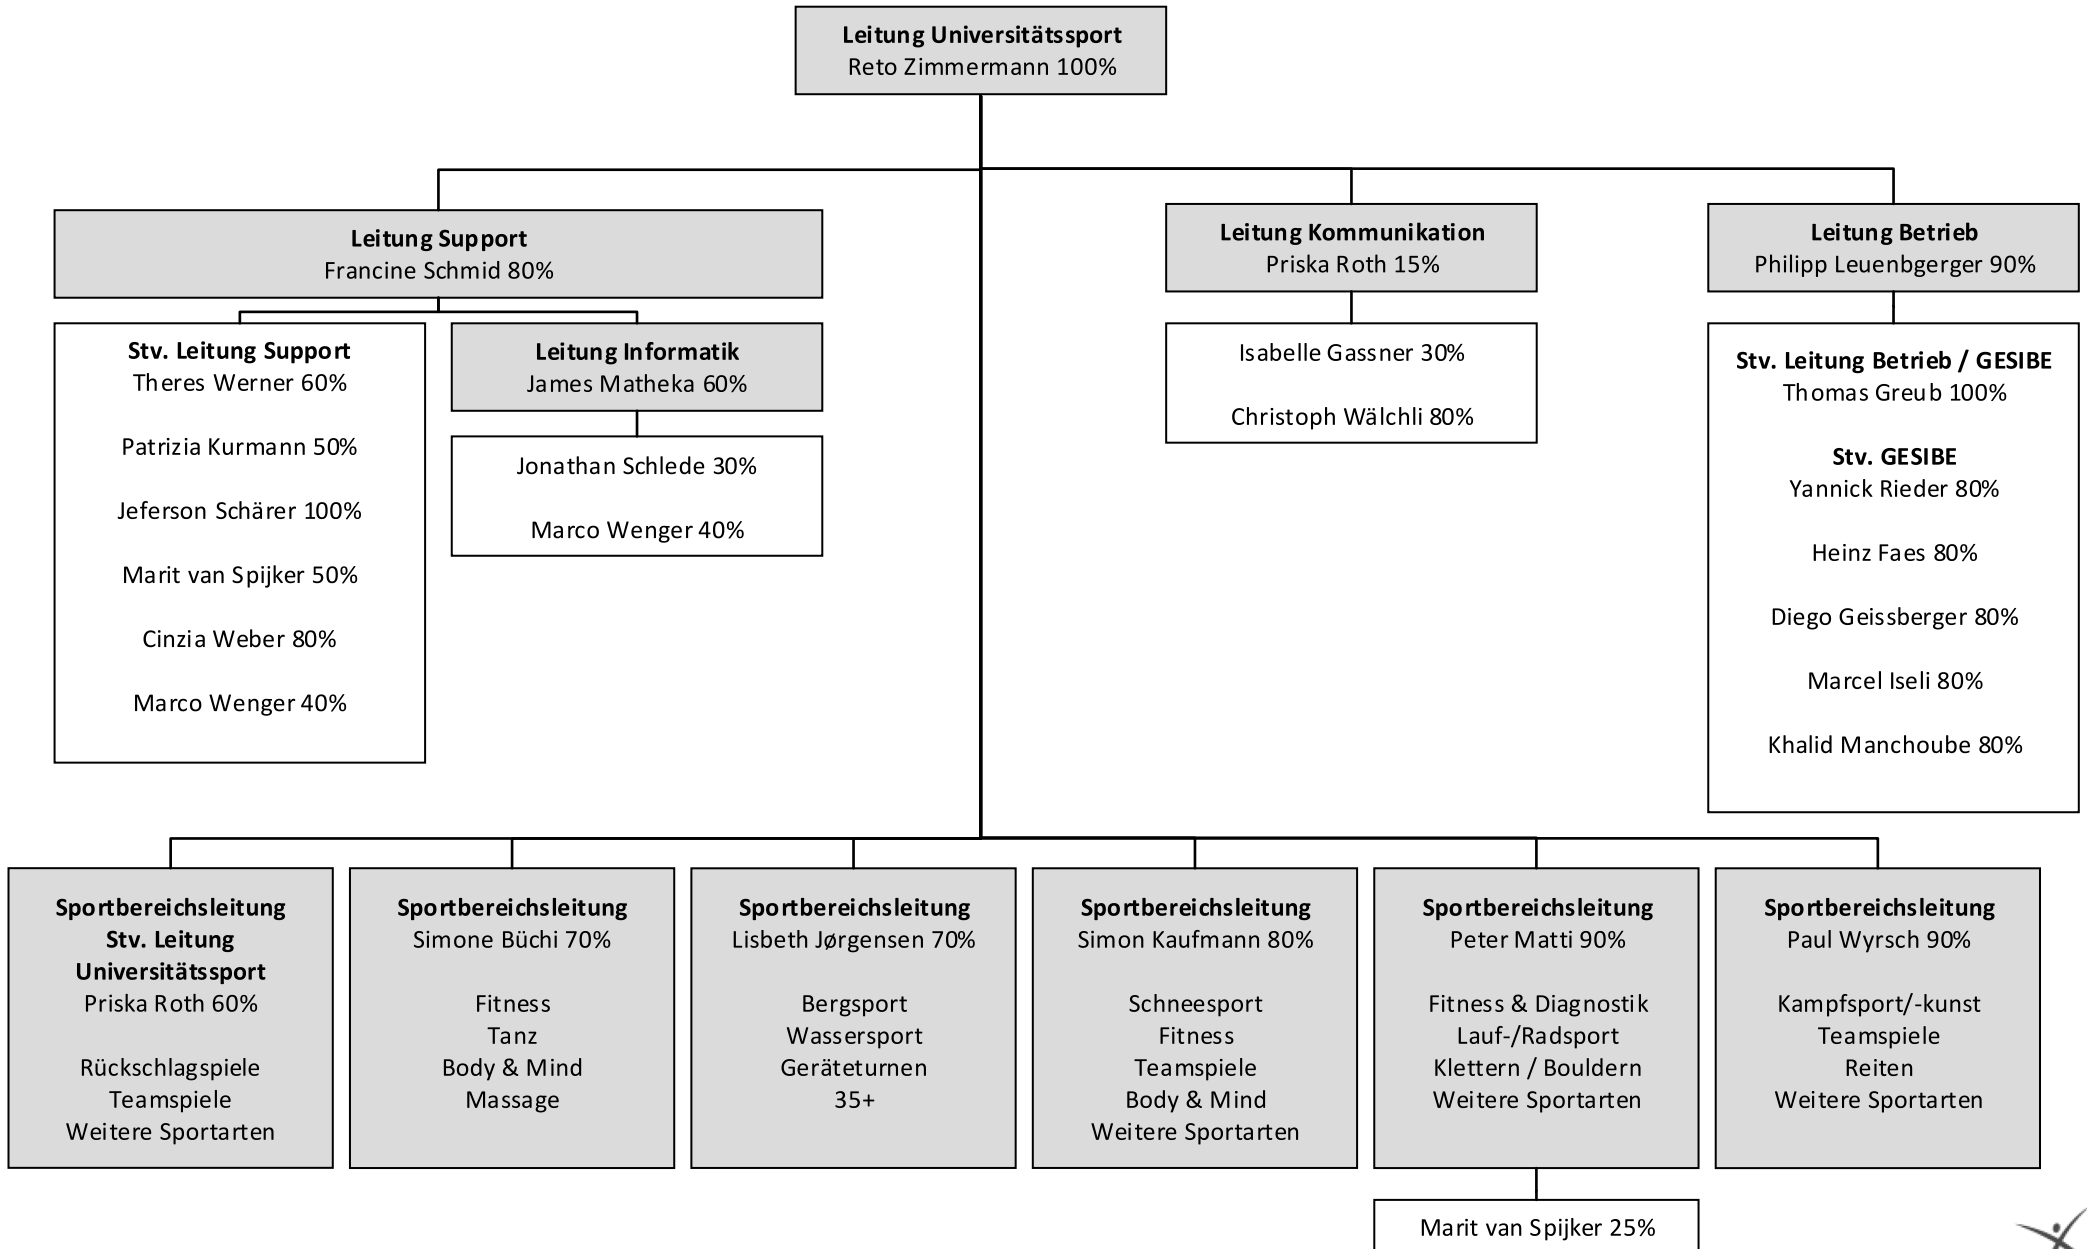 Leitung Universitätssport
Reto Zimmermann 100%
Leitung Support
Francine Schmid 80%
Stv. Leitung Support
Theres Werner 60%
Patrizia Kurmann 50%
Jeferson Schärer 100%
Marit van Spijker 50%
Cinzia Weber 80%
Marco Wenger 40%
Leitung Informatik
James Matheka 60%
Jonathan Schlede 30%
Marco Wenger 40%
Leitung Kommunikation
Priska Roth 15%
Isabelle Gassner 30%
Christoph Wälchli 80%
Leitung Betrieb
Philipp Leuenbgerger 90%
Stv. Leitung Betrieb / GESIBE
Thomas Greub 100%
Stv. GESIBE
Yannick Rieder 80%
Heinz Faes 80%
Diego Geissberger 80%
Marcel Iseli 80%
Khalid Manchoube 80%
Sportbereichsleitung
Stv. Leitung
Universitätssport
Priska Roth 60%
Rückschlagspiele
Teamspiele
Weitere Sportarten
Sportbereichsleitung
Simone Büchi 70%
Fitness
Tanz
Body & Mind
Massage
Sportbereichsleitung
Lisbeth Jørgensen 70%
Bergsport
Wassersport
Geräteturnen
35+
Sportbereichsleitung
Simon Kaufmann 80%
Schneesport
Fitness
Teamspiele
Body & Mind
Weitere Sportarten
Sportbereichsleitung
Peter Matti 90%
Fitness & Diagnostik
Lauf-/Radsport
Klettern / Bouldern
Weitere Sportarten
Marit van Spijker 25%
Sportbereichsleitung
Paul Wyrsch 90%
Kampfsport/-kunst
Teamspiele
Reiten
Weitere Sportarten